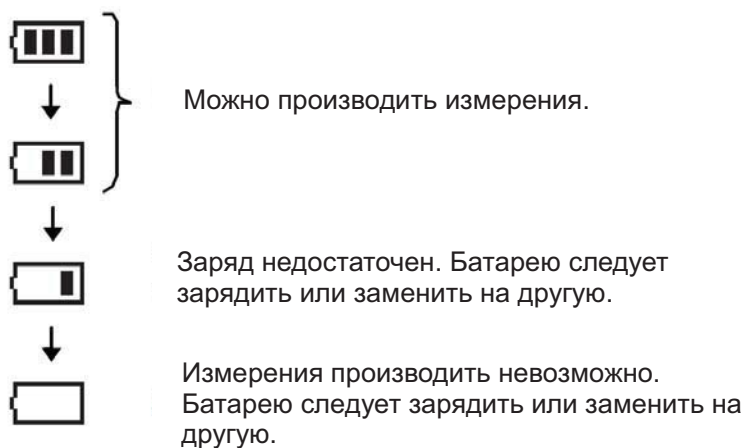 Можно производить измерения.
Заряд недостаточен. Батарею следует
зарядить или заменить на другую.
Измерения производить невозможно.
Батарею следует зарядить или заменить на
другую.